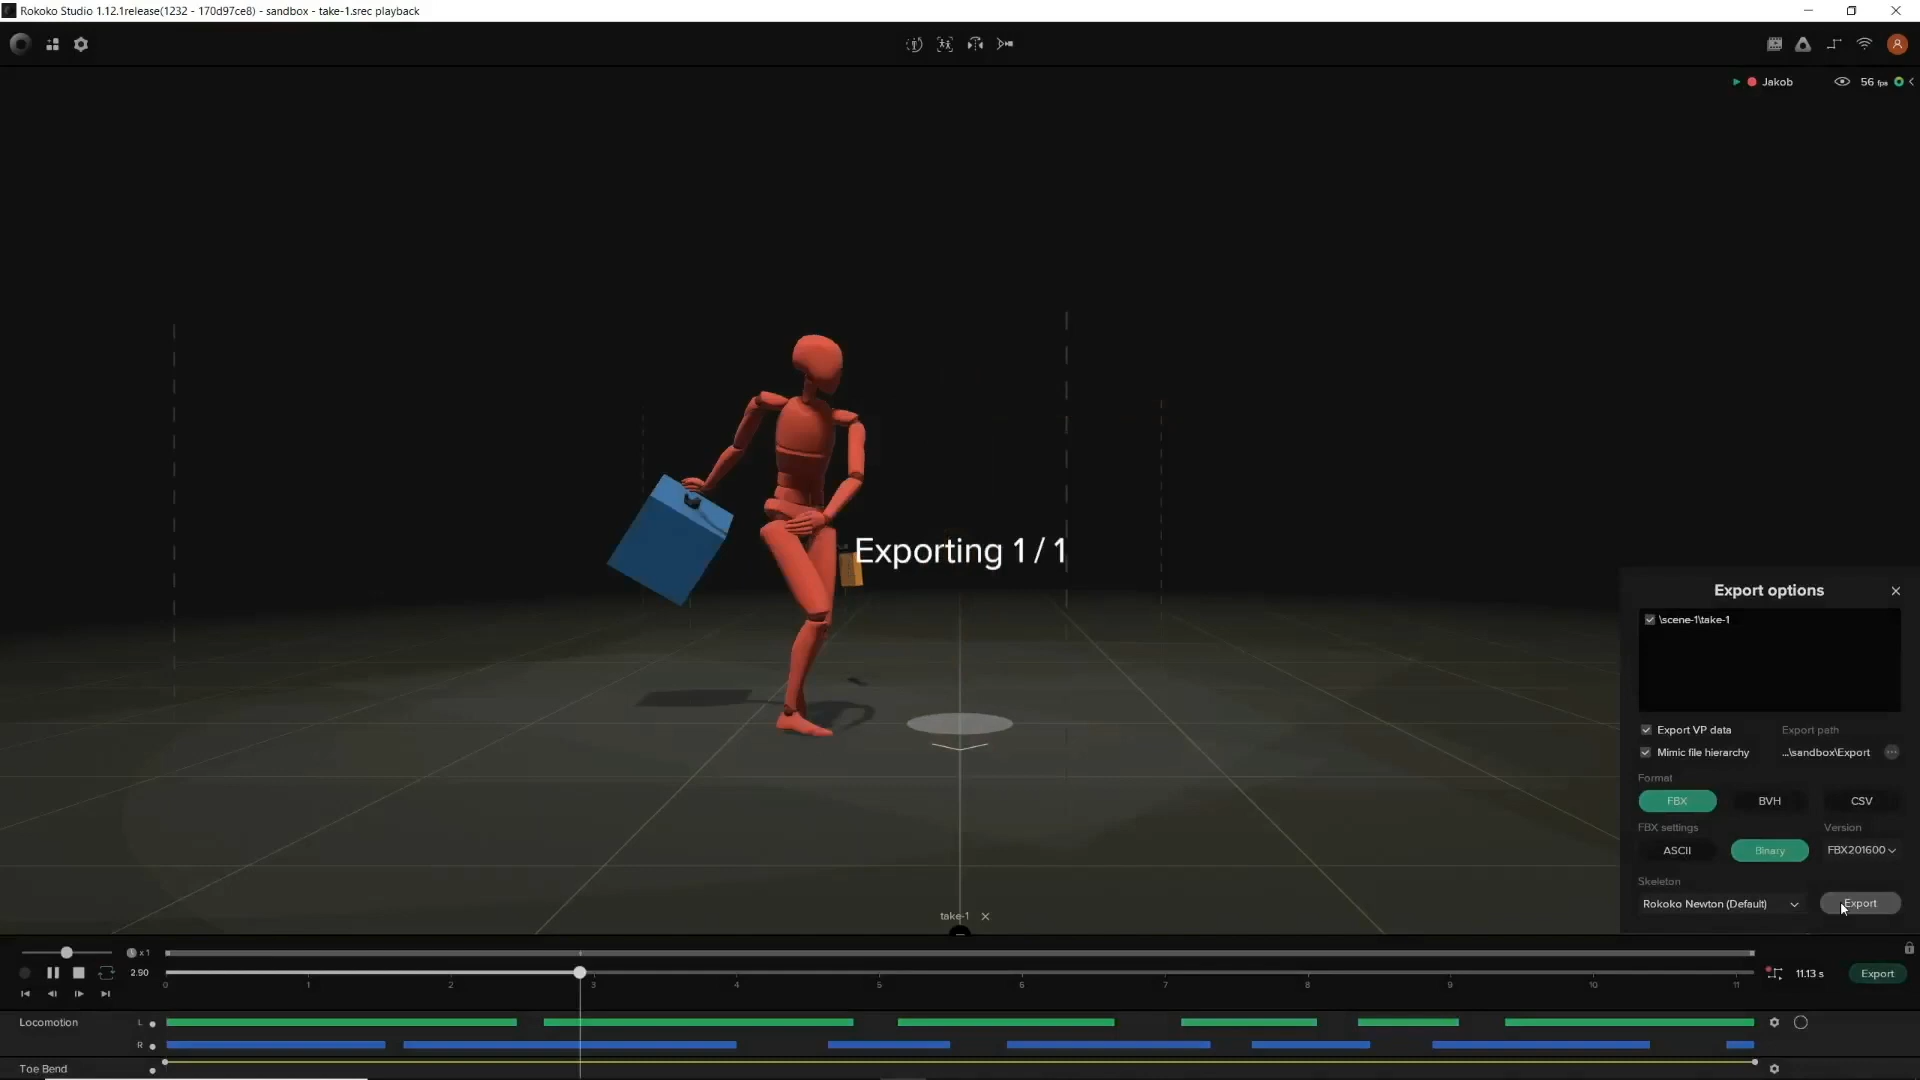 Rokoko Studio 1.12.1release(1232 - 170d97ce8) - sandbox - take-1.srec playback
Jakob
56 fps
Exporting 1 / 1
Export options
\scene-1\take-1
Export VP data
Export path
Mimic file hierarchy
...\sandbox\Export
Format
FBX
BVH
CSV
FBX settings
Version
ASCII
Binary
FBX201600
Skeleton
Rokoko Newton (Default)
Export
take-1
x 1
2.90
0 1 2 3 4 5 6 7 8 9 10 11
11.13 s
Export
Locomotion
L
R
Toe Bend